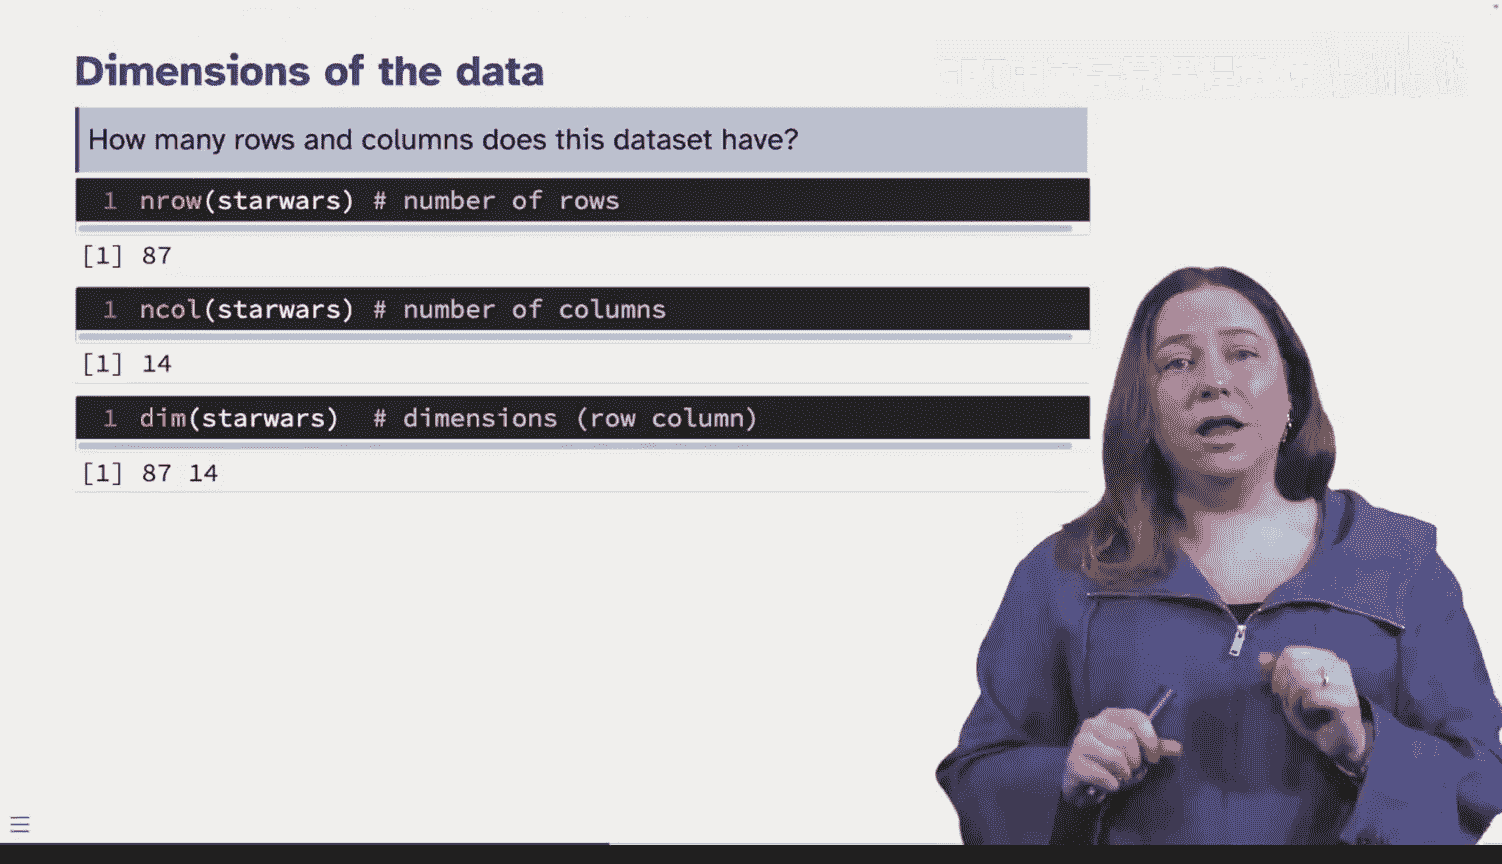 Dimensions of the data
How many rows and columns does this dataset have?
1 nrow(starwars) # number of rows
[1] 87
1 ncol(starwars) # number of columns
[1] 14
1 dim(starwars)  # dimensions (row column)
[1] 87 14